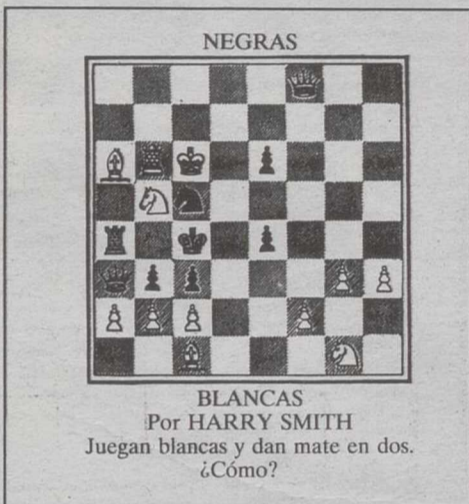 NEGRAS
BLANCAS
Por HARRY SMITH
Juegan blancas y dan mate en dos.
¿Cómo?